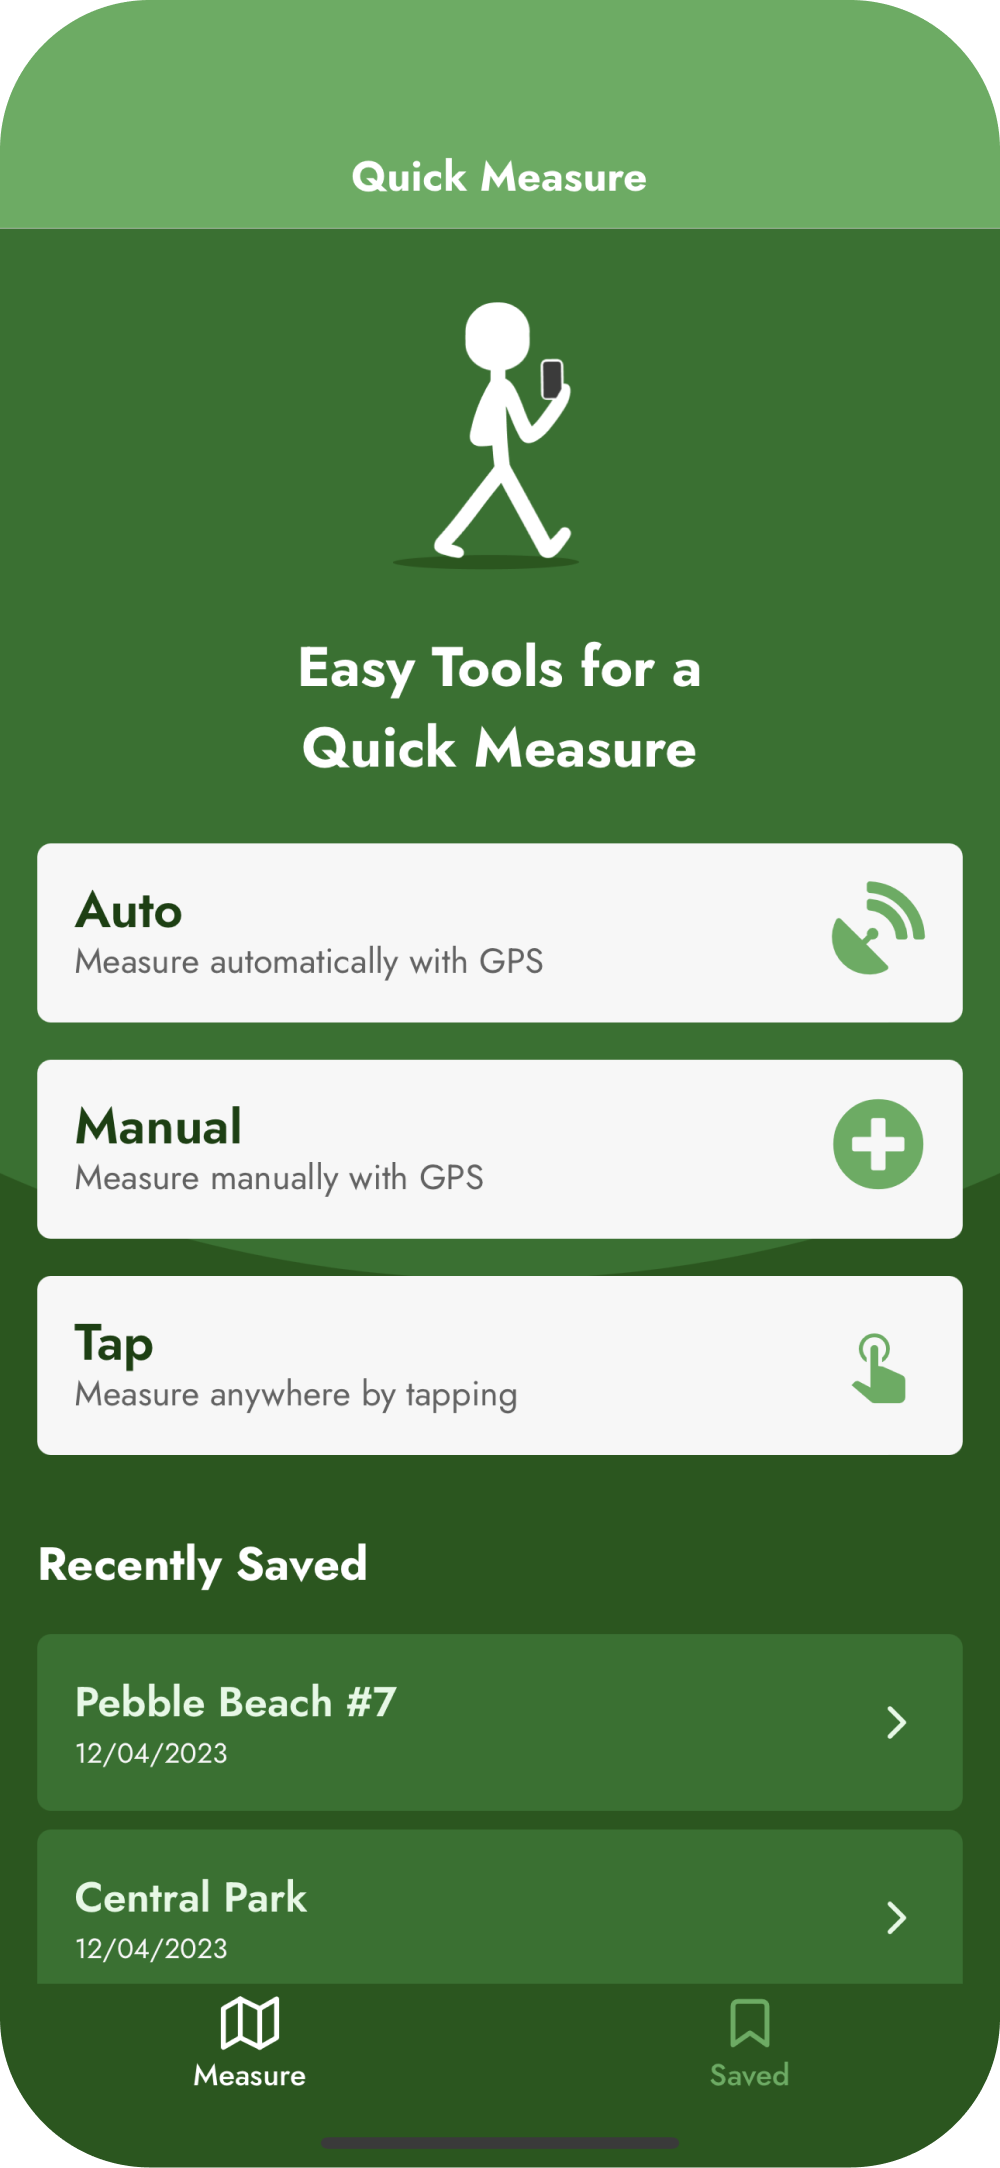 Quick Measure
Easy Tools for a
Quick Measure
Auto
Measure automatically with GPS
Manual
Measure manually with GPS
Tap
Measure anywhere by tapping
Recently Saved
Pebble Beach #7
12/04/2023
Central Park
12/04/2023
Measure
Saved